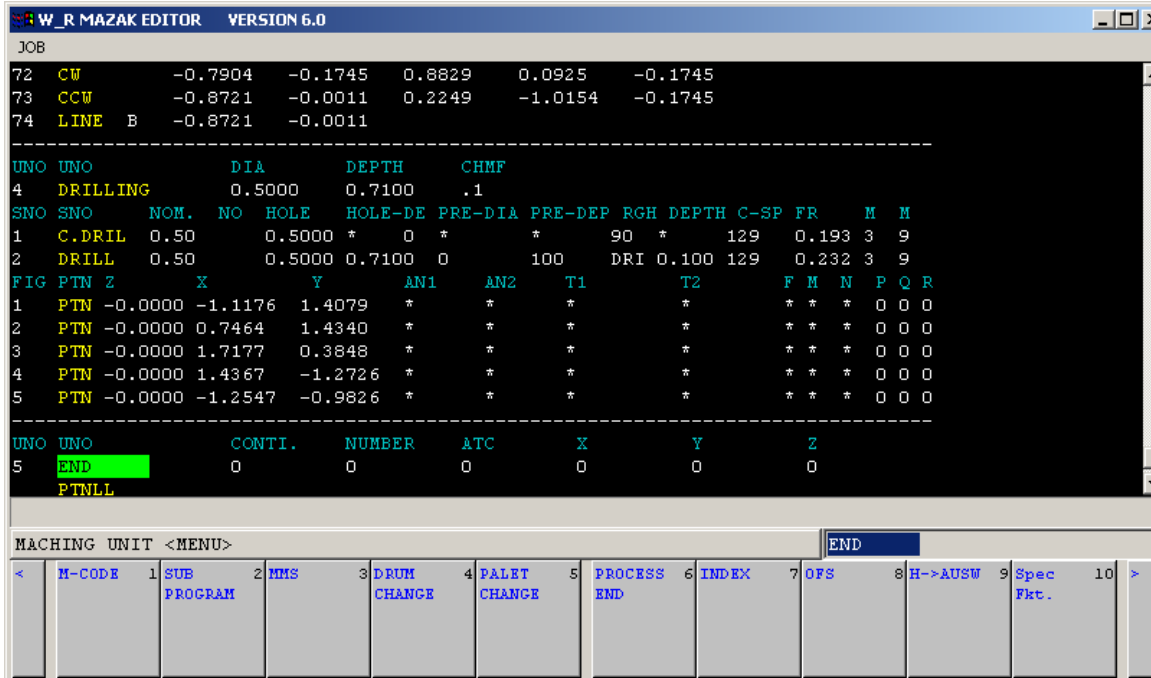 W_R MAZAK EDITOR VERSION 6.0
JOB
72 CW -0.7904 -0.1745 0.8829 0.0925 -0.1745
73 CCW -0.8721 -0.0011 0.2249 -1.0154 -0.1745
74 LINE B -0.8721 -0.0011
UNO UNO DIA DEPTH CHMF
4 DRILLING 0.5000 0.7100 .1
SNO SNO NOM. NO HOLE HOLE-DE PRE-DIA PRE-DEP RGH DEPTH C-SP FR M M
1 C.DRIL 0.50 0.5000 * 0 * * 90 * 129 0.193 3 9
2 DRILL 0.50 0.5000 0.7100 0 100 DRI 0.100 129 0.232 3 9
FIG PTN Z X Y AN1 AN2 T1 T2 F M N P Q R
1 PTN -0.0000 -1.1176 1.4079 * * * * * * * 0 0 0
2 PTN -0.0000 0.7464 1.4340 * * * * * * * 0 0 0
3 PTN -0.0000 1.7177 0.3848 * * * * * * * 0 0 0
4 PTN -0.0000 1.4367 -1.2726 * * * * * * * 0 0 0
5 PTN -0.0000 -1.2547 -0.9826 * * * * * * * 0 0 0
UNO UNO CONTI. NUMBER ATC X Y Z
5 END 0 0 0 0 0 0
PTNLL
MACHING UNIT <MENU> END
< M-CODE 1 SUB 2 MMS 3 DRUM 4 PALET 5 PROCESS 6 INDEX 7 OFS 8 H->AUSW 9 Spec 10 >
PROGRAM CHANGE CHANGE END Fkt.